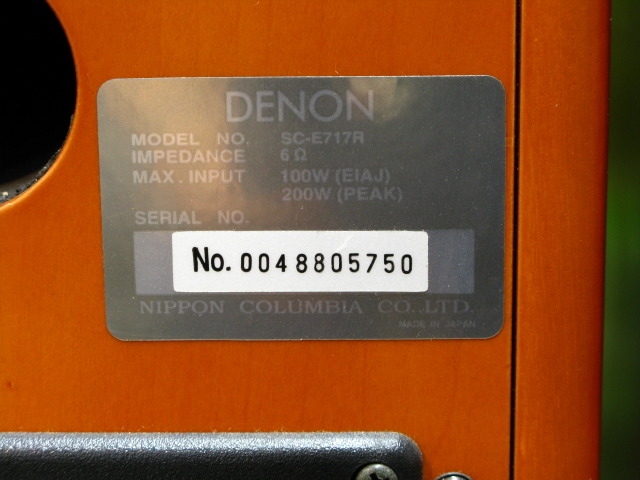 DENON
MODEL NO. SC-E717R
IMPEDANCE 6Ω
MAX. INPUT 100W (EIAJ)
200W (PEAK)
SERIAL NO.
No. 0048805750
NIPPON COLUMBIA CO.,LTD.
MADE IN JAPAN